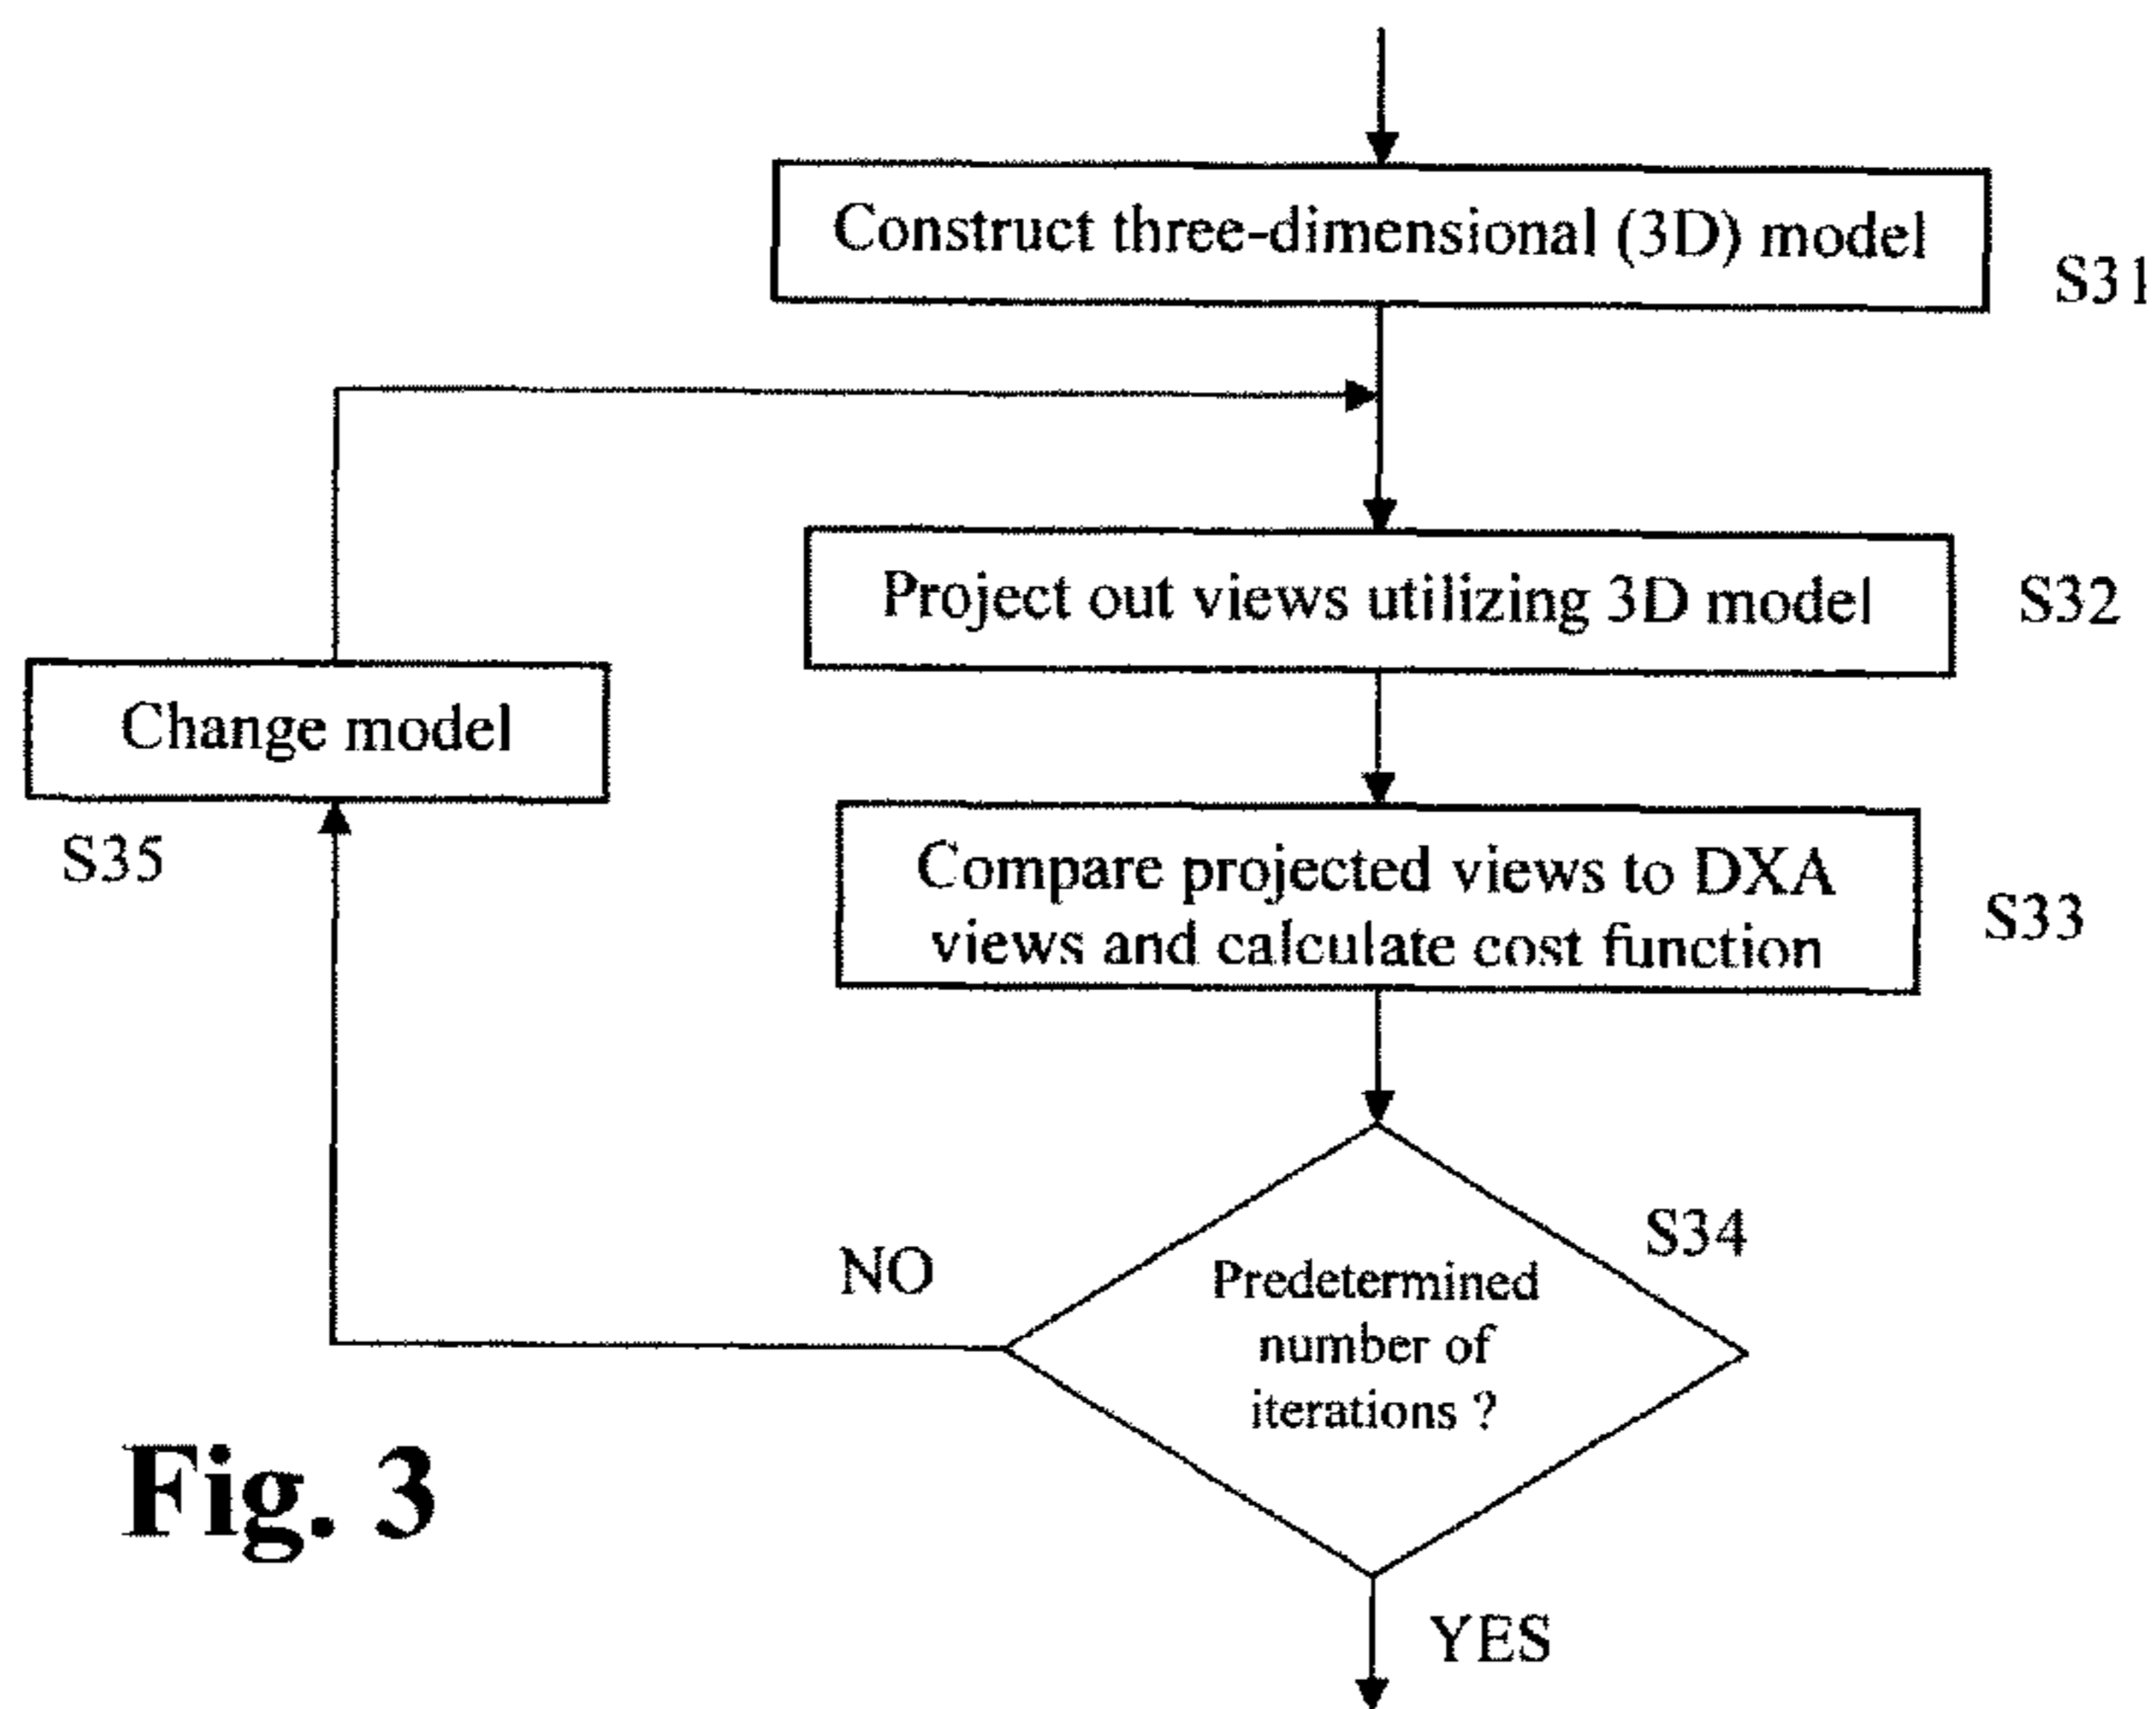 Construct three-dimensional (3D) model
S31
Project out views utilizing 3D model
S32
Change model
S35
Compare projected views to DXA
views and calculate cost function
S33
S34
NO
Predetermined
number of
iterations ?
YES
Fig. 3